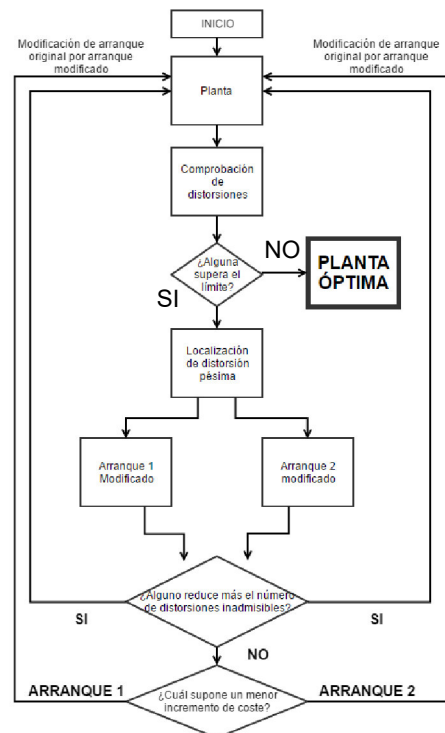 INICIO
Modificación de arranque
original por arranque
modificado
Modificación de arranque
original por arranque
modificado
Planta
Comprobación
de
distorsiones
¿Alguna
supera el
límite?
NO
PLANTA
ÓPTIMA
SI
Localización
de distorsión
pésima
Arranque 1
Modificado
Arranque 2
modificado
¿Alguno reduce más el número
de distorsiones inadmisibles?
SI
SI
NO
ARRANQUE 1
¿Cuál supone un menor
incremento de coste?
ARRANQUE 2